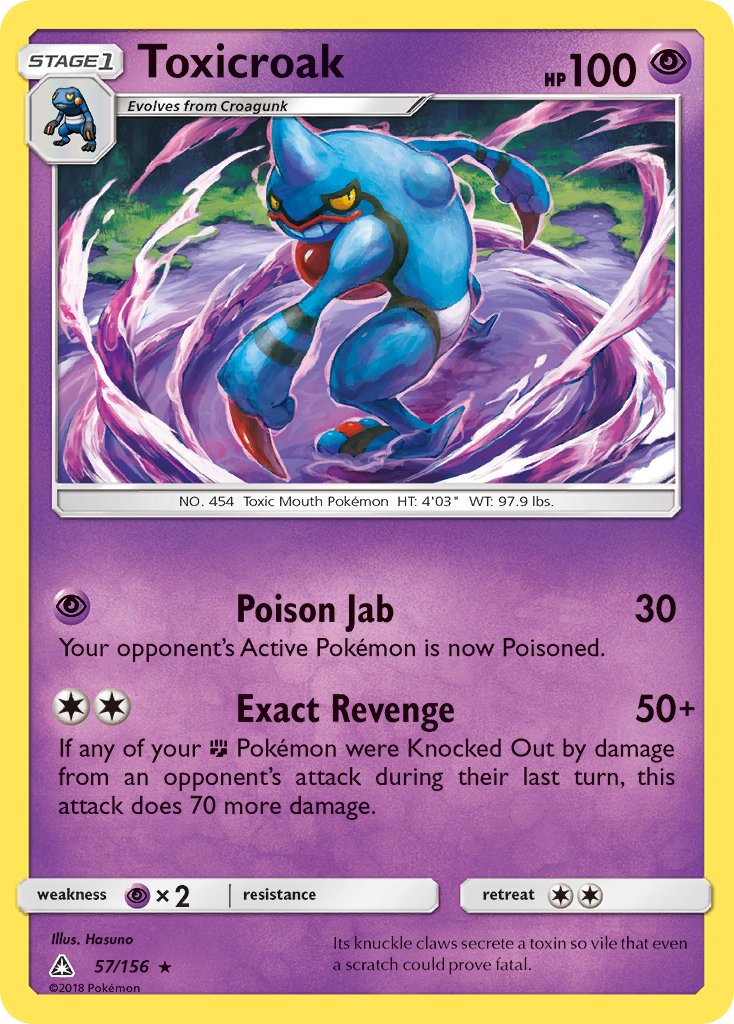 STAGE1
Toxicroak
HP100
Evolves from Croagunk
NO. 454 Toxic Mouth Pokémon HT: 4'03" WT: 97.9 lbs.
Poison Jab 30
Your opponent's Active Pokémon is now Poisoned.
Exact Revenge 50+
If any of your Pokémon were Knocked Out by damage
from an opponent's attack during their last turn, this
attack does 70 more damage.
weakness ×2 resistance retreat
Illus. Hasuno
57/156 ★
©2018 Pokémon
Its knuckle claws secrete a toxin so vile that even
a scratch could prove fatal.